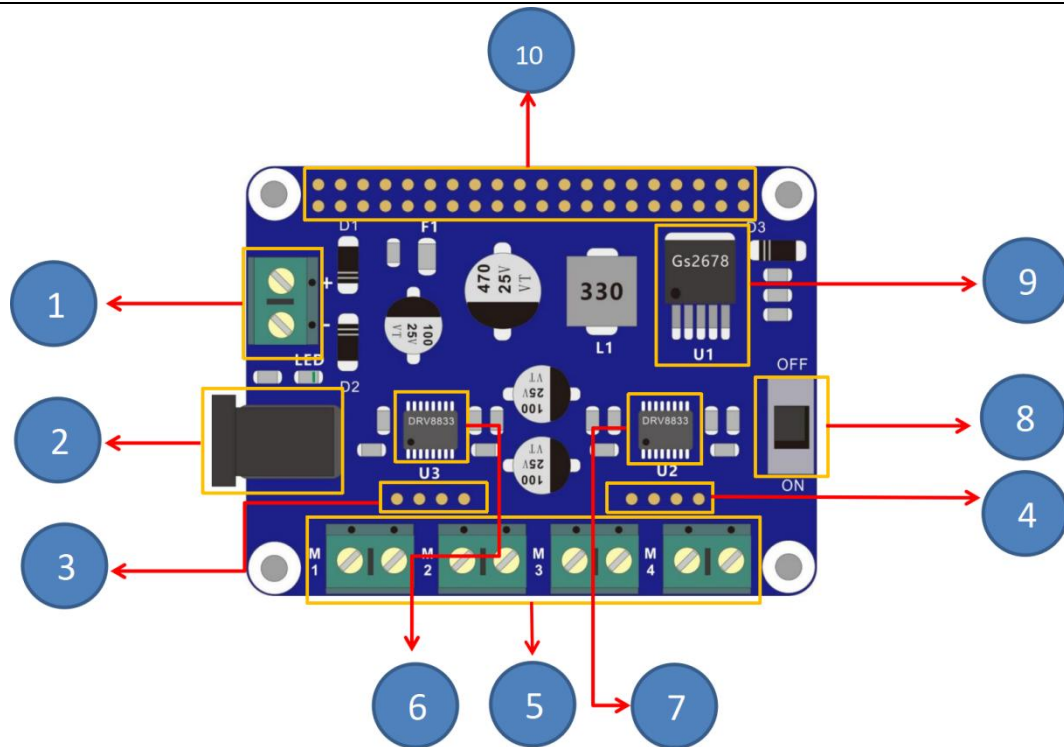 10
D1
F1
D3
470
25V
VT
330
Gs2678
1
+
-
100
25V
VT
L1
U1
9
LED
D2
OFF
2
DRV8833
100
25V
VT
DRV8833
8
U3
100
25V
VT
U2
ON
4
3
M
1
M
2
M
3
M
4
6
5
7